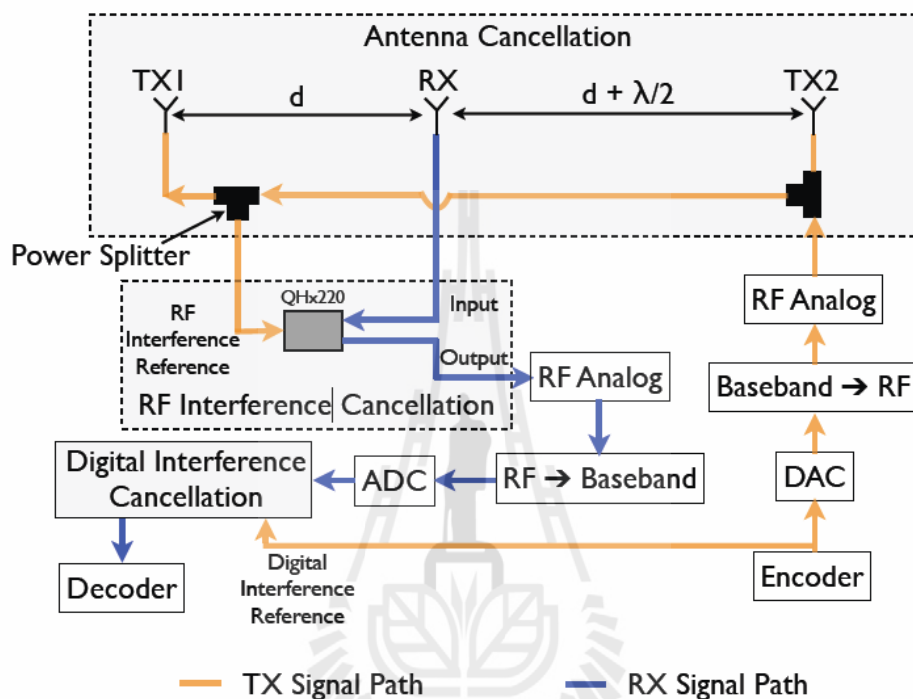 Antenna Cancellation
TX1
RX
TX2
d
d + λ/2
Power Splitter
QHx220
RF
Interference
Reference
Input
Output
RF Interference Cancellation
RF Analog
RF Analog
Baseband → RF
Digital Interference
Cancellation
ADC
RF → Baseband
DAC
Decoder
Digital
Interference
Reference
Encoder
TX Signal Path
RX Signal Path